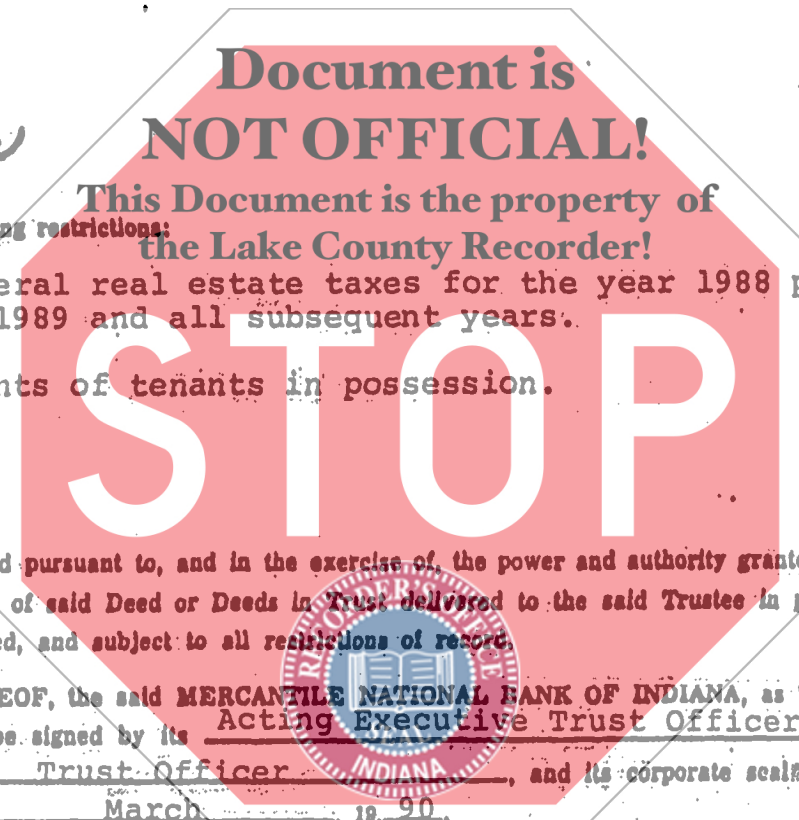 Document is
NOT OFFICIAL!
This Document is the property of
the Lake County Recorder!
restrictions:
eral real estate taxes for the year 1988 p
1989 and all subsequent years.
nts of tenants in possession.
STOP
d pursuant to, and in the exercise of, the power and authority grante
of said Deed or Deeds in Trust delivered to the said Trustee in p
ed, and subject to all restrictions of record.
RECORDER'S OFFICE
SEAL
INDIANA
EOF, the said MERCANTILE NATIONAL BANK OF INDIANA, as
be signed by its Acting Executive Trust Officer
Trust Officer, and its corporate seal
March 19 90.